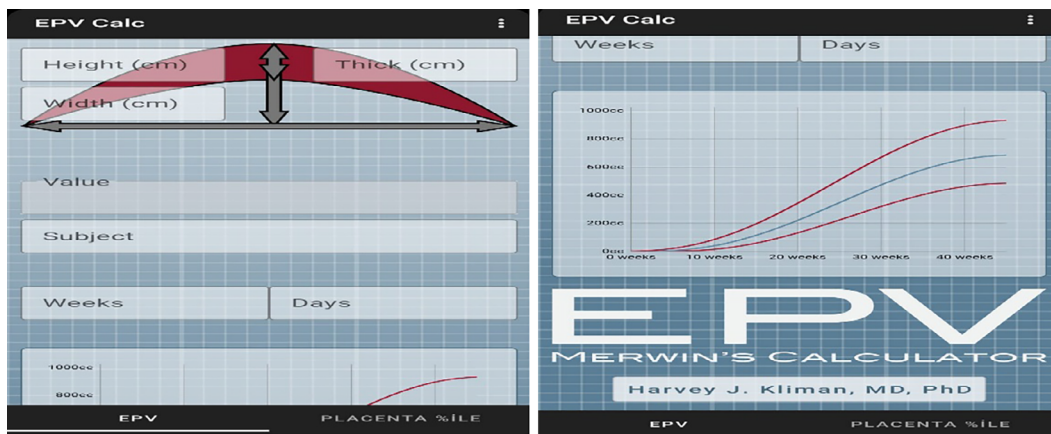 EPV Calc
Height (cm) Thick (cm)
Width (cm)
Value
Subject
Weeks Days
1000cc
800cc
EPV PLACENTA %İLE
EPV Calc
Weeks Days
1000cc
800cc
600cc
400cc
200cc
0cc
0 weeks 10 weeks 20 weeks 30 weeks 40 weeks
EPV
MERWIN'S CALCULATOR
Harvey J. Kliman, MD, PhD
EPV PLACENTA %İLE